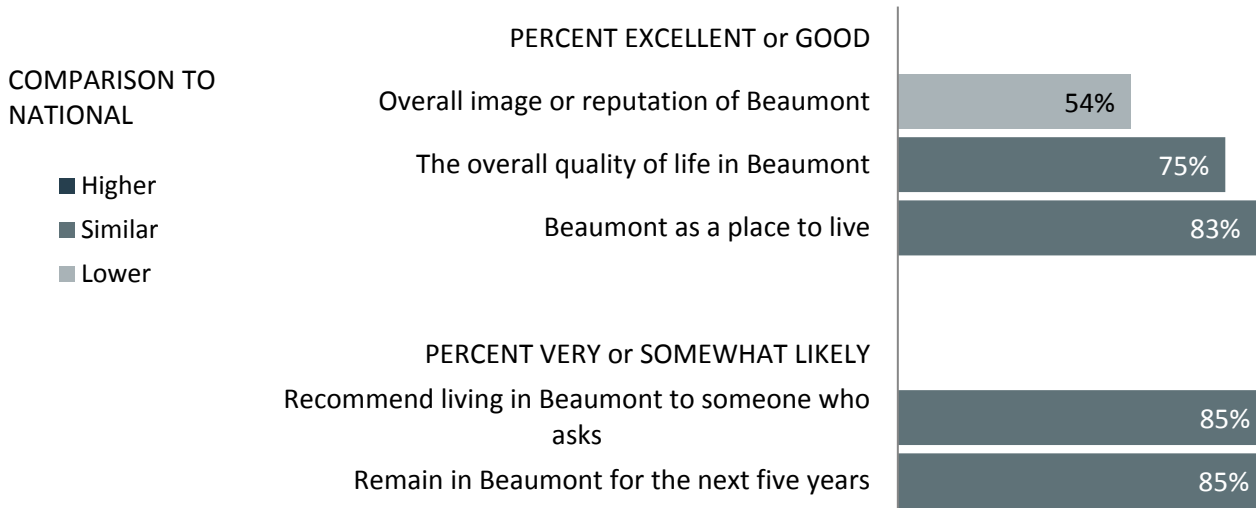 PERCENT EXCELLENT or GOOD
COMPARISON TO
NATIONAL
Higher
Similar
Lower
Overall image or reputation of Beaumont 54%
The overall quality of life in Beaumont 75%
Beaumont as a place to live 83%
PERCENT VERY or SOMEWHAT LIKELY
Recommend living in Beaumont to someone who
asks 85%
Remain in Beaumont for the next five years 85%